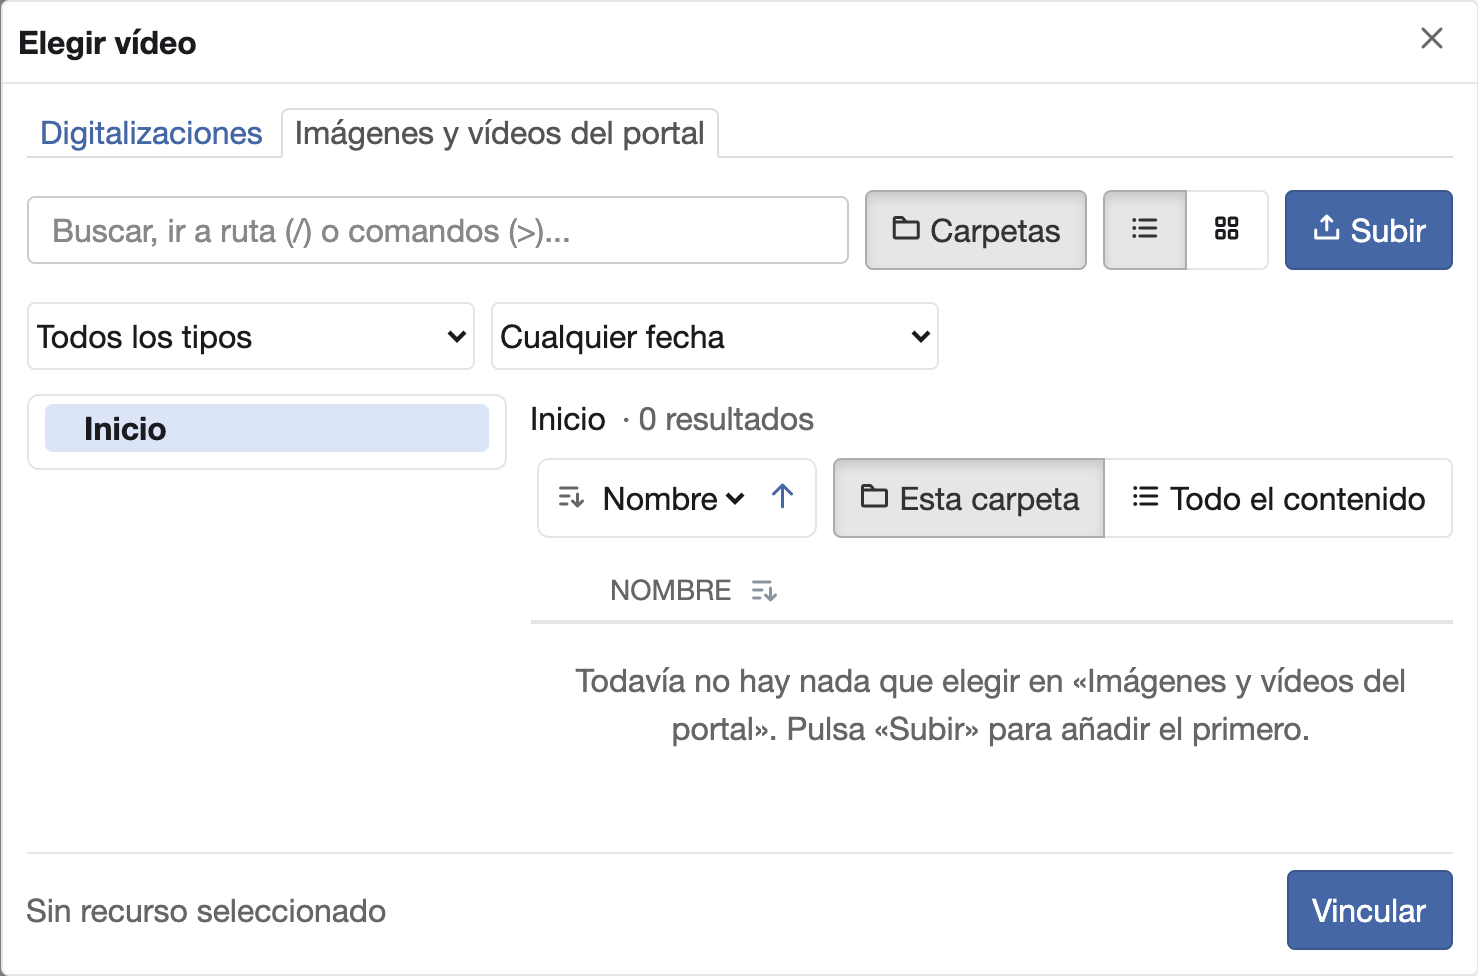 Elegir vídeo
Digitalizaciones
Imágenes y vídeos del portal
Buscar, ir a ruta (/) o comandos (>)...
Carpetas
Subir
Todos los tipos
Cualquier fecha
Inicio
Inicio · 0 resultados
Nombre
Esta carpeta
Todo el contenido
NOMBRE
Todavía no hay nada que elegir en «Imágenes y vídeos del
portal». Pulsa «Subir» para añadir el primero.
Sin recurso seleccionado
Vincular